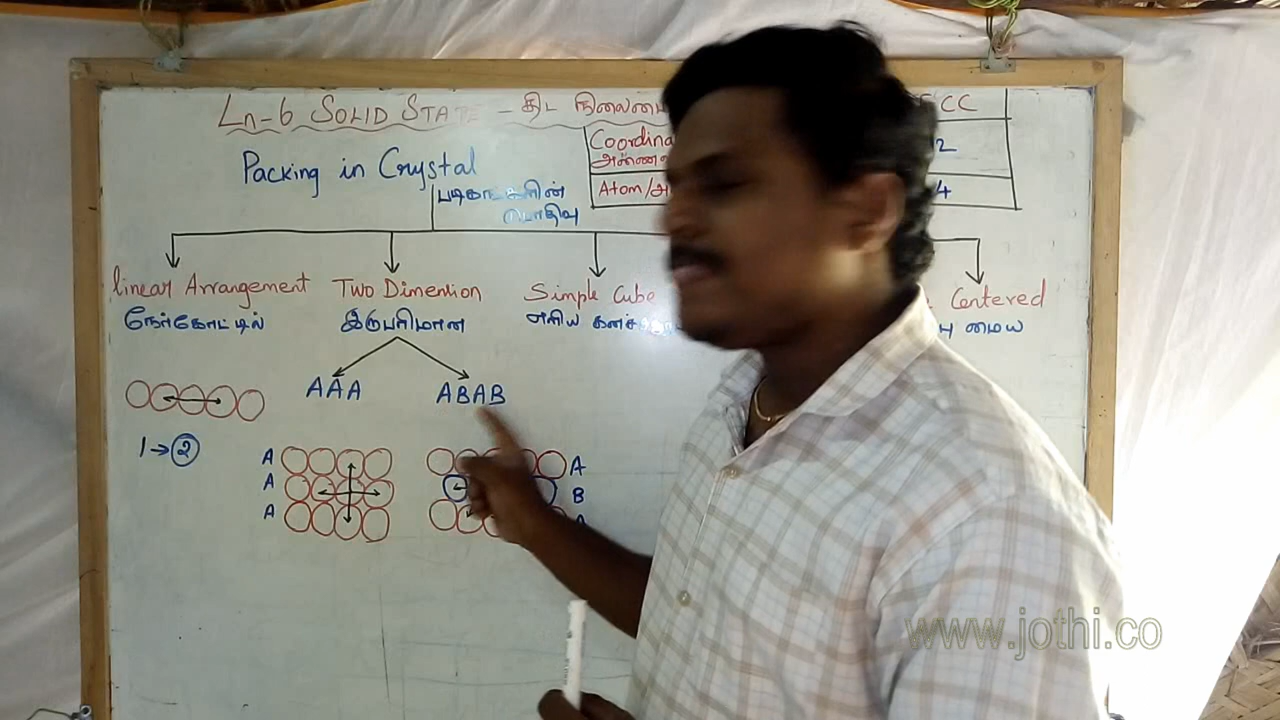 Ln-6 SOLID STATE - திட நிலைமை
CC
Packing in Crystal
படிகங்களின்
பொதிவு
Coordina
அண்ணை
2
Atom/அ
4
linear Arrangement
நேர்கோட்டில்
Two Dimention
இருபரிமான
Simple Cube
எளிய
Centered
மைய
AAA
ABAB
1→2
A
A
A
A
B
A
www.jothi.co